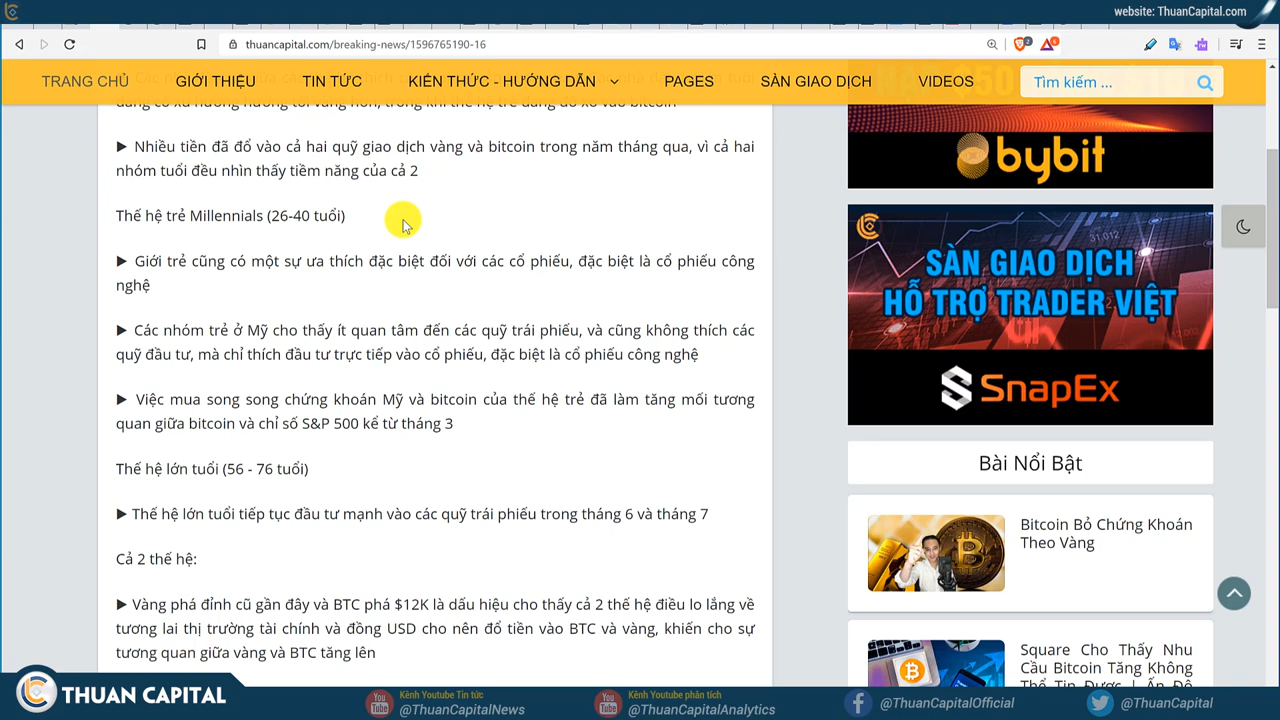 website: ThuanCapital.com
thuancapital.com/breaking-news/1596765190-16
2
6
TRANG CHỦ
GIỚI THIỆU
TIN TỨC
KIẾN THỨC - HƯỚNG DẪN
PAGES
SÀN GIAO DỊCH
VIDEOS
Tìm kiếm ...
► Nhiều tiền đã đổ vào cả hai quỹ giao dịch vàng và bitcoin trong năm tháng qua, vì cả hai
nhóm tuổi đều nhìn thấy tiềm năng của cả 2
Thế hệ trẻ Millennials (26-40 tuổi)
► Giới trẻ cũng có một sự ưa thích đặc biệt đối với các cổ phiếu, đặc biệt là cổ phiếu công
nghệ
► Các nhóm trẻ ở Mỹ cho thấy ít quan tâm đến các quỹ trái phiếu, và cũng không thích các
quỹ đầu tư, mà chỉ thích đầu tư trực tiếp vào cổ phiếu, đặc biệt là cổ phiếu công nghệ
► Việc mua song song chứng khoán Mỹ và bitcoin của thế hệ trẻ đã làm tăng mối tương
quan giữa bitcoin và chỉ số S&P 500 kể từ tháng 3
Thế hệ lớn tuổi (56 - 76 tuổi)
► Thế hệ lớn tuổi tiếp tục đầu tư mạnh vào các quỹ trái phiếu trong tháng 6 và tháng 7
Cả 2 thế hệ:
► Vàng phá đỉnh cũ gần đây và BTC phá $12K là dấu hiệu cho thấy cả 2 thế hệ điều lo lắng về
tương lai thị trường tài chính và đồng USD cho nên đổ tiền vào BTC và vàng, khiến cho sự
tương quan giữa vàng và BTC tăng lên
bybit
SÀN GIAO DỊCH
HỖ TRỢ TRADER VIỆT
SnapEx
Bài Nổi Bật
Bitcoin Bỏ Chứng Khoán
Theo Vàng
Square Cho Thấy Nhu
Cầu Bitcoin Tăng Không
THUAN CAPITAL
Kênh Youtube Tin tức
@ThuanCapitalNews
Kênh Youtube phân tích
@ThuanCapitalAnalytics
@ThuanCapitalOfficial
@ThuanCapital